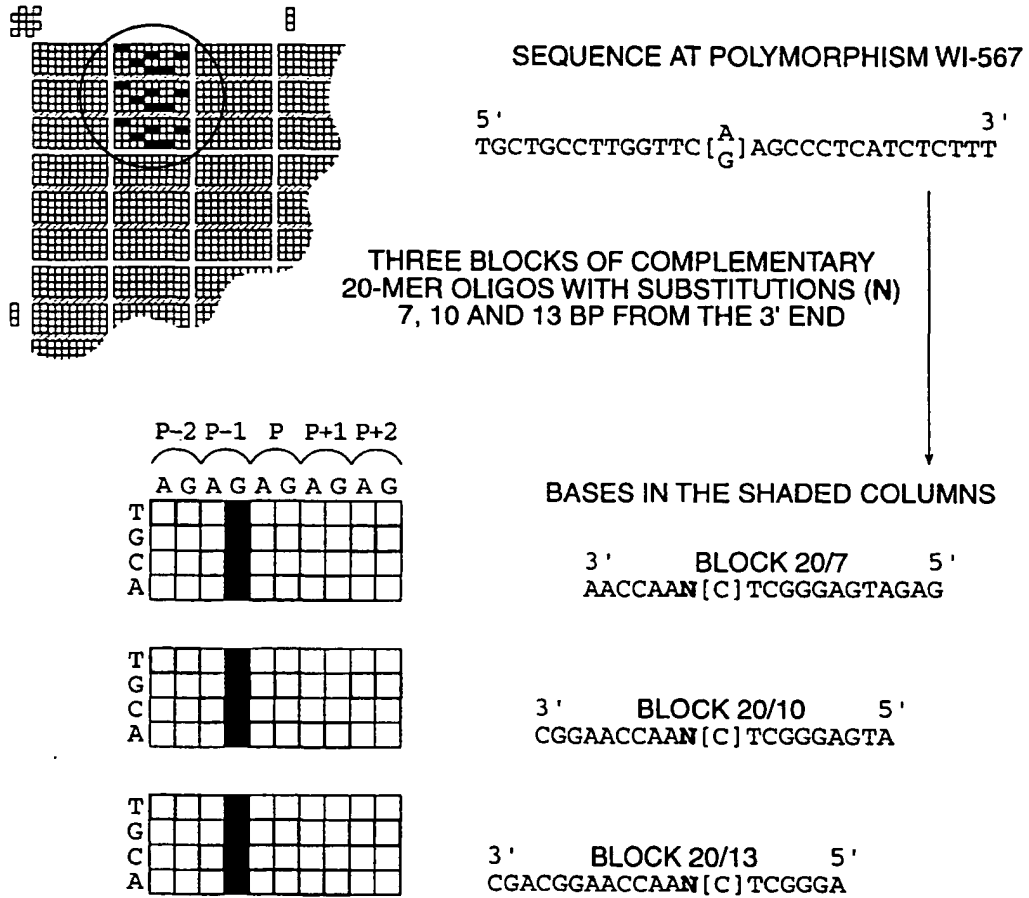 SEQUENCE AT POLYMORPHISM WI-567
5' 3'
TGCTGCCTTGGTTC[A/G]AGCCCTCATCTCTTT
THREE BLOCKS OF COMPLEMENTARY
20-MER OLIGOS WITH SUBSTITUTIONS (N)
7, 10 AND 13 BP FROM THE 3' END
P-2 P-1 P P+1 P+2
A G A G A G A G A G
T
G
C
A
BASES IN THE SHADED COLUMNS
3' BLOCK 20/7 5'
AACCAAN[C]TCGGGAGTAGAG
T
G
C
A
3' BLOCK 20/10 5'
CGGAACCAAN[C]TCGGGAGTA
T
G
C
A
3' BLOCK 20/13 5'
CGACGGAACCAAN[C]TCGGGA